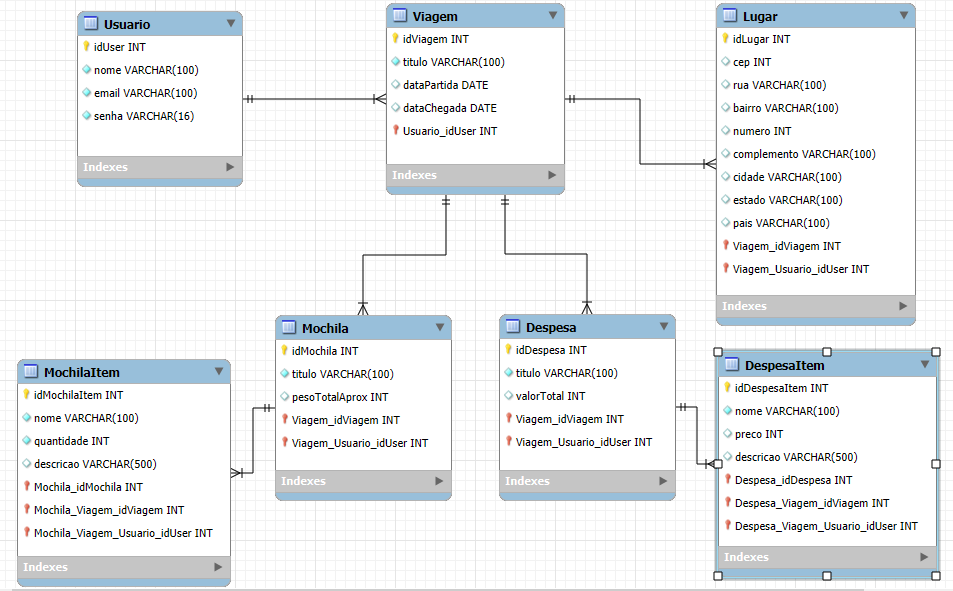 Usuario
idUser INT
nome VARCHAR(100)
email VARCHAR(100)
senha VARCHAR(16)
Indexes
Viagem
idViagem INT
titulo VARCHAR(100)
dataPartida DATE
dataChegada DATE
Usuario_idUser INT
Indexes
Lugar
idLugar INT
cep INT
rua VARCHAR(100)
bairro VARCHAR(100)
numero INT
complemento VARCHAR(100)
cidade VARCHAR(100)
estado VARCHAR(100)
pais VARCHAR(100)
Viagem_idViagem INT
Viagem_Usuario_idUser INT
Indexes
MochilaItem
idMochilaItem INT
nome VARCHAR(100)
quantidade INT
descricao VARCHAR(500)
Mochila_idMochila INT
Mochila_Viagem_idViagem INT
Mochila_Viagem_Usuario_idUser INT
Indexes
Mochila
idMochila INT
titulo VARCHAR(100)
pesoTotalAprox INT
Viagem_idViagem INT
Viagem_Usuario_idUser INT
Indexes
Despesa
idDespesa INT
titulo VARCHAR(100)
valorTotal INT
Viagem_idViagem INT
Viagem_Usuario_idUser INT
Indexes
DespesaItem
idDespesaItem INT
nome VARCHAR(100)
preco INT
descricao VARCHAR(500)
Despesa_idDespesa INT
Despesa_Viagem_idViagem INT
Despesa_Viagem_Usuario_idUser INT
Indexes